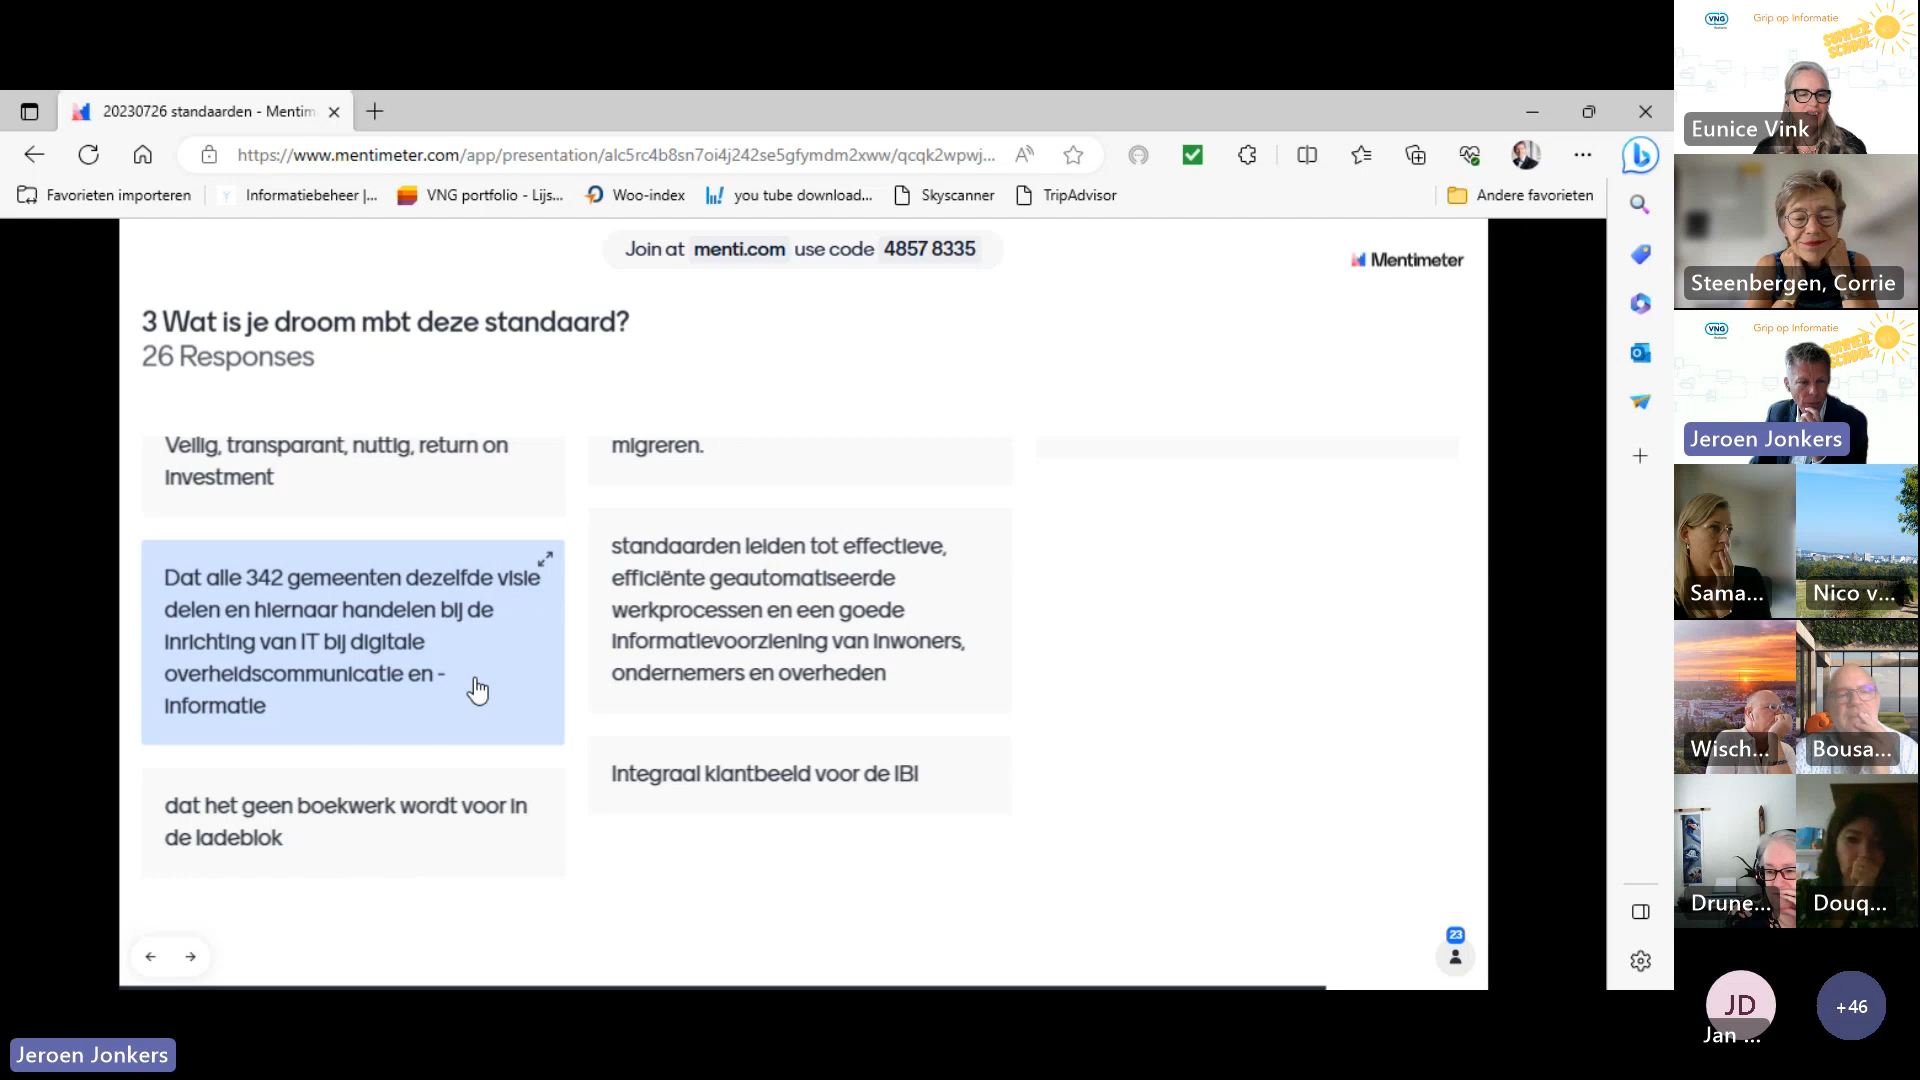 20230726 standaarden - Mentim
https://www.mentimeter.com/app/presentation/alc5rc4b8sn7oi4j242se5gfymdm2xww/qcqk2wpwj...
Favorieten importeren
Informatiebeheer |...
VNG portfolio - Lijs...
Woo-index
you tube download...
Skyscanner
TripAdvisor
Andere favorieten
Join at menti.com use code 4857 8335
Mentimeter
3 Wat is je droom mbt deze standaard?
26 Responses
Veilig, transparant, nuttig, return on
investment
Dat alle 342 gemeenten dezelfde visie
delen en hiernaar handelen bij de
inrichting van IT bij digitale
overheidscommunicatie en -
informatie
dat het geen boekwerk wordt voor in
de ladeblok
migreren.
standaarden leiden tot effectieve,
efficiënte geautomatiseerde
werkprocessen en een goede
informatievoorziening van inwoners,
ondernemers en overheden
Integraal klantbeeld voor de IBI
23
Jeroen Jonkers
VNG
Grip op Informatie
SUMMER
SCHOOL
Eunice Vink
Steenbergen, Corrie
VNG
Grip op Informatie
SUMMER
SCHOOL
Jeroen Jonkers
Sama...
Nico v...
Wisch...
Bousa...
Drune...
Douq...
JD
Jan ...
+46